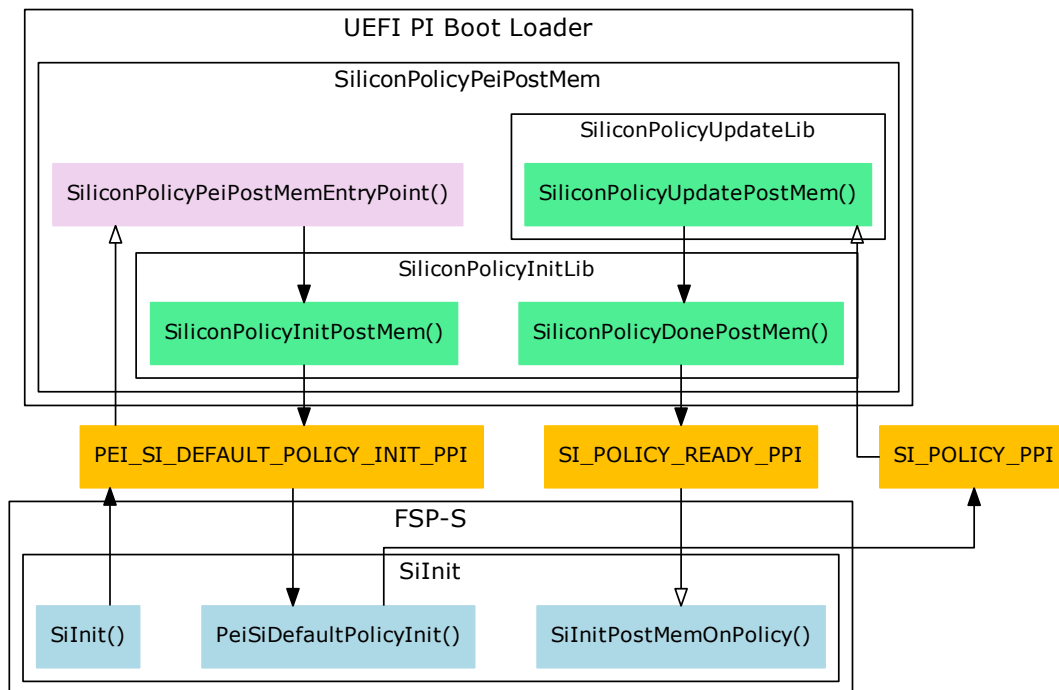 UEFI PI Boot Loader
SiliconPolicyPeiPostMem
SiliconPolicyUpdateLib
SiliconPolicyPeiPostMemEntryPoint()
SiliconPolicyUpdatePostMem()
SiliconPolicyInitLib
SiliconPolicyInitPostMem()
SiliconPolicyDonePostMem()
PEI_SI_DEFAULT_POLICY_INIT_PPI
SI_POLICY_READY_PPI
SI_POLICY_PPI
FSP-S
SiInit
SiInit()
PeiSiDefaultPolicyInit()
SiInitPostMemOnPolicy()